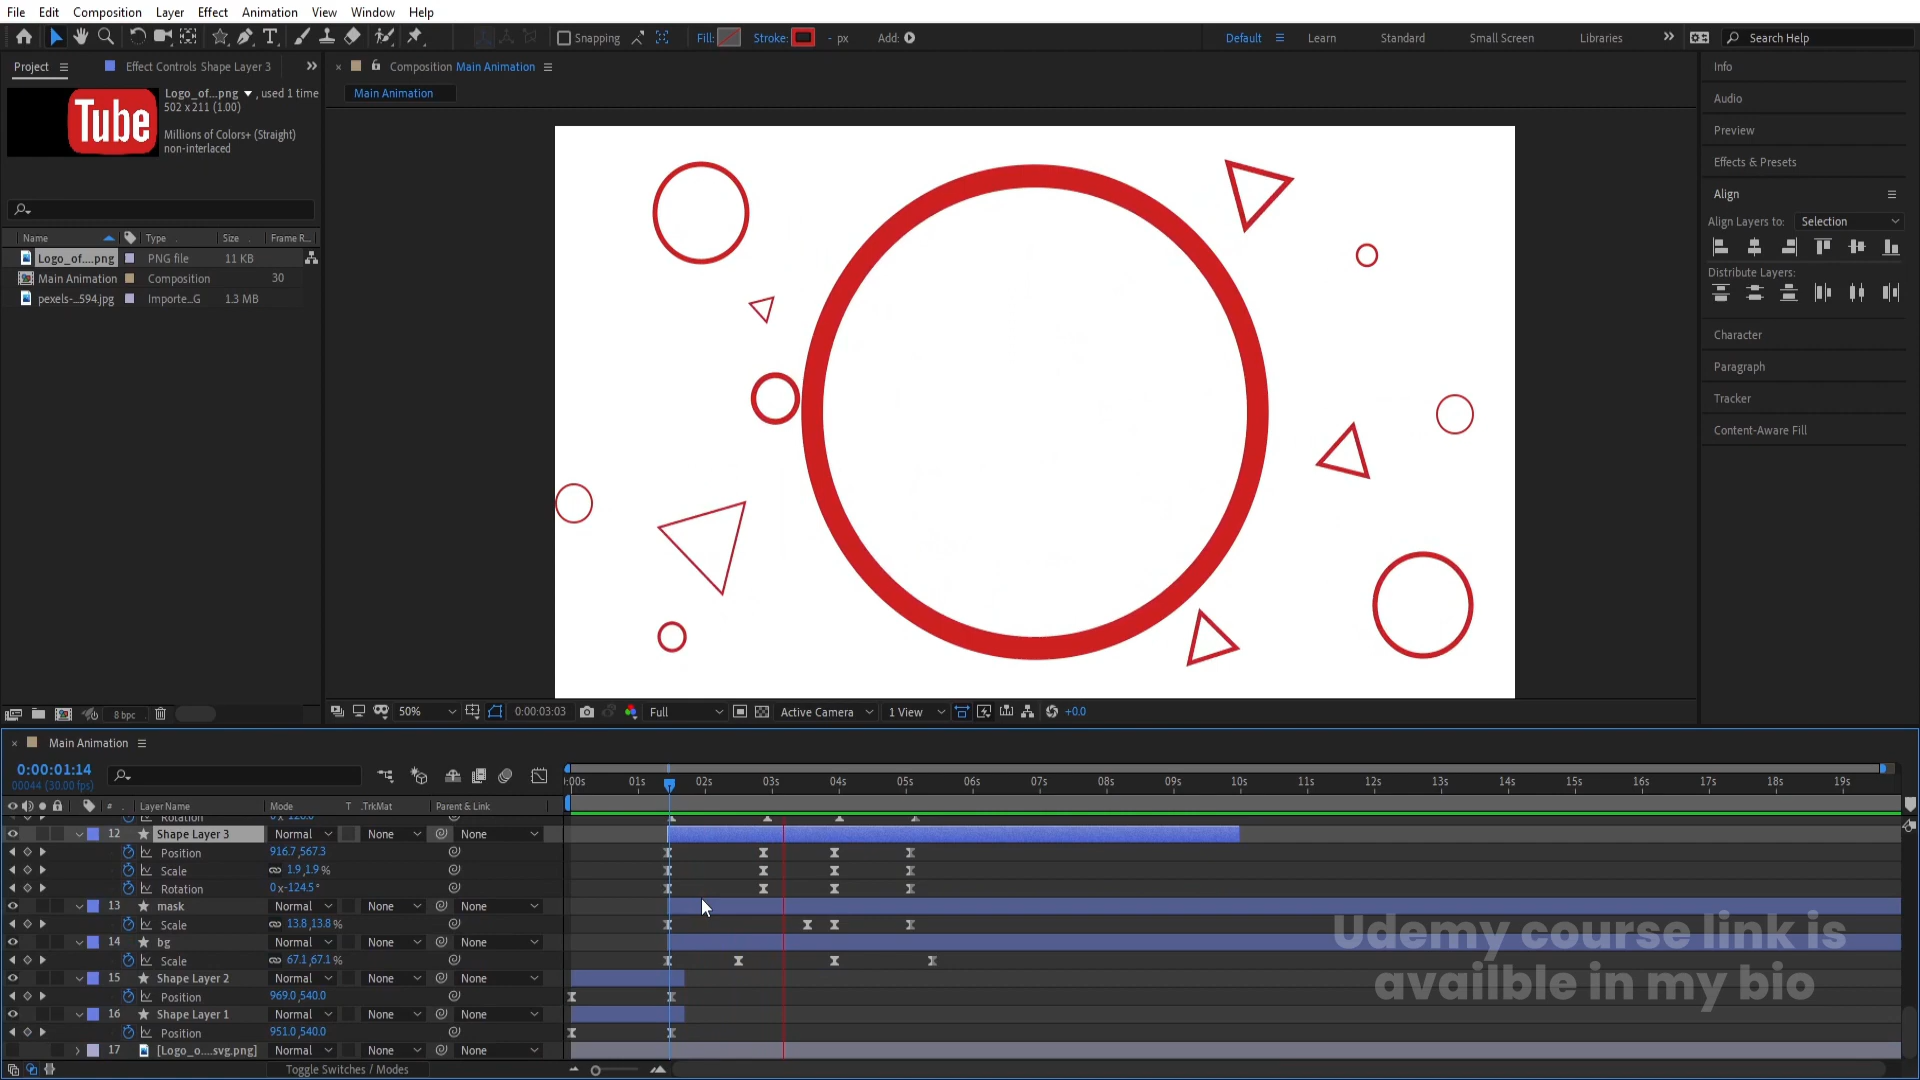 File Edit Composition Layer Effect Animation View Window Help
Snapping Fill: Stroke: - px Add: Default Learn Standard Small Screen Libraries Search Help
Project Effect Controls Shape Layer 3
Composition Main Animation
Main Animation
Tube
Logo_of...png , used 1 time
502 x 211 (1.00)
Millions of Colors+ (Straight)
non-interlaced
Name Type Size Frame R...
Logo_of....png PNG file 11 KB
Main Animation Composition 30
pexels-_594.jpg Importe_G 1.3 MB
Info
Audio
Preview
Effects & Presets
Align
Align Layers to: Selection
Distribute Layers:
Character
Paragraph
Tracker
Content-Aware Fill
8 bpc
50% 0:00:03:03 Full Active Camera 1 View +0.0
Main Animation
0:00:01:14
00044 (30.00 fps)
:00s 01s 02s 03s 04s 05s 06s 07s 08s 09s 10s 11s 12s 13s 14s 15s 16s 17s 18s 19s
# Layer Name Mode T .TrkMat Parent & Link
Rotation
12 Shape Layer 3 Normal None None
Position 916.7,567.3
Scale 1.9,1.9%
Rotation 0x-124.5°
13 mask Normal None None
Scale 13.8,13.8%
14 bg Normal None None
Scale 67.1,67.1%
15 Shape Layer 2 Normal None None
Position 969.0,540.0
16 Shape Layer 1 Normal None None
Position 951.0,540.0
17 [Logo_o....svg.png] Normal None None
Toggle Switches / Modes
Udemy course link is
availble in my bio